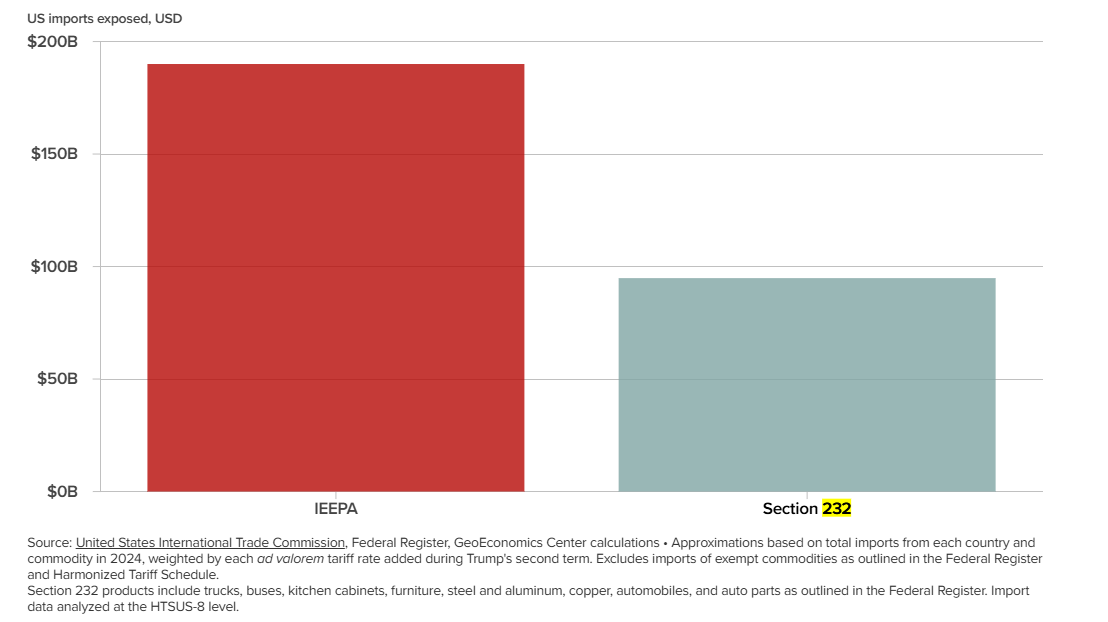 US imports exposed, USD
$200B
$150B
$100B
$50B
$0B
IEEPA
Section 232
Source: United States International Trade Commission, Federal Register, GeoEconomics Center calculations • Approximations based on total imports from each country and
commodity in 2024, weighted by each ad valorem tariff rate added during Trump's second term. Excludes imports of exempt commodities as outlined in the Federal Register
and Harmonized Tariff Schedule.
Section 232 products include trucks, buses, kitchen cabinets, furniture, steel and aluminum, copper, automobiles, and auto parts as outlined in the Federal Register. Import
data analyzed at the HTSUS-8 level.